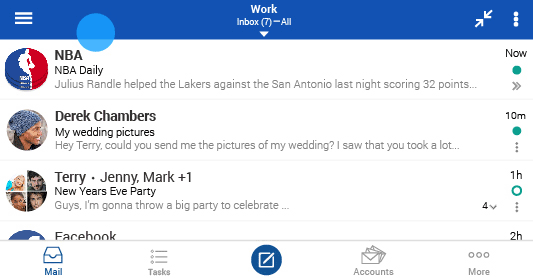 Work
Inbox (7) – All
NBA
Now
NBA Daily
Julius Randle helped the Lakers against the San Antonio last night scoring 32 points...
Derek Chambers
10m
My wedding pictures
Hey Terry, could you send me the pictures of my wedding? I saw that you took a lot...
Terry • Jenny, Mark +1
1h
New Years Eve Party
Guys, I'm gonna throw a big party to celebrate ...
4
Facebook
2h
Mail
Tasks
Accounts
More